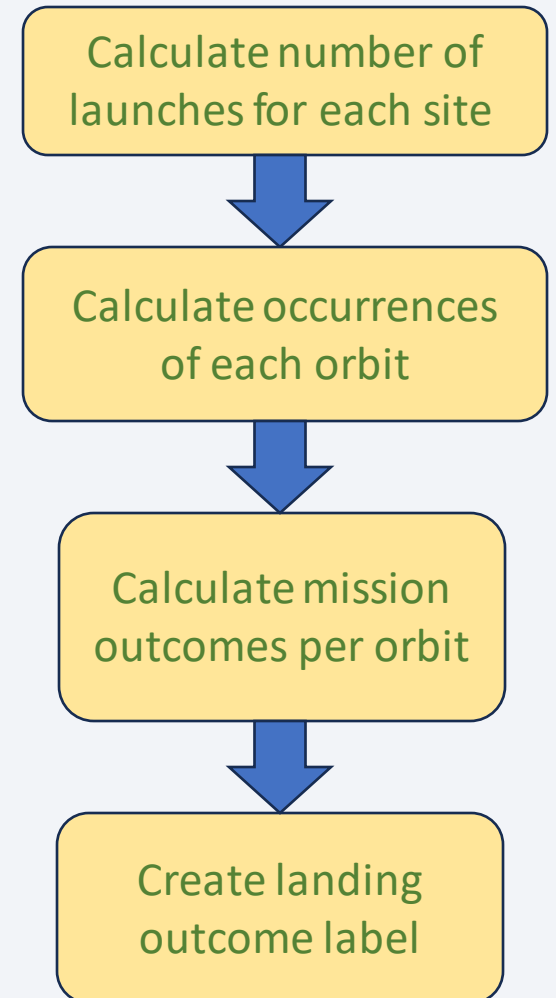 Calculate number of
launches for each site
Calculate occurrences
of each orbit
Calculate mission
outcomes per orbit
Create landing
outcome label